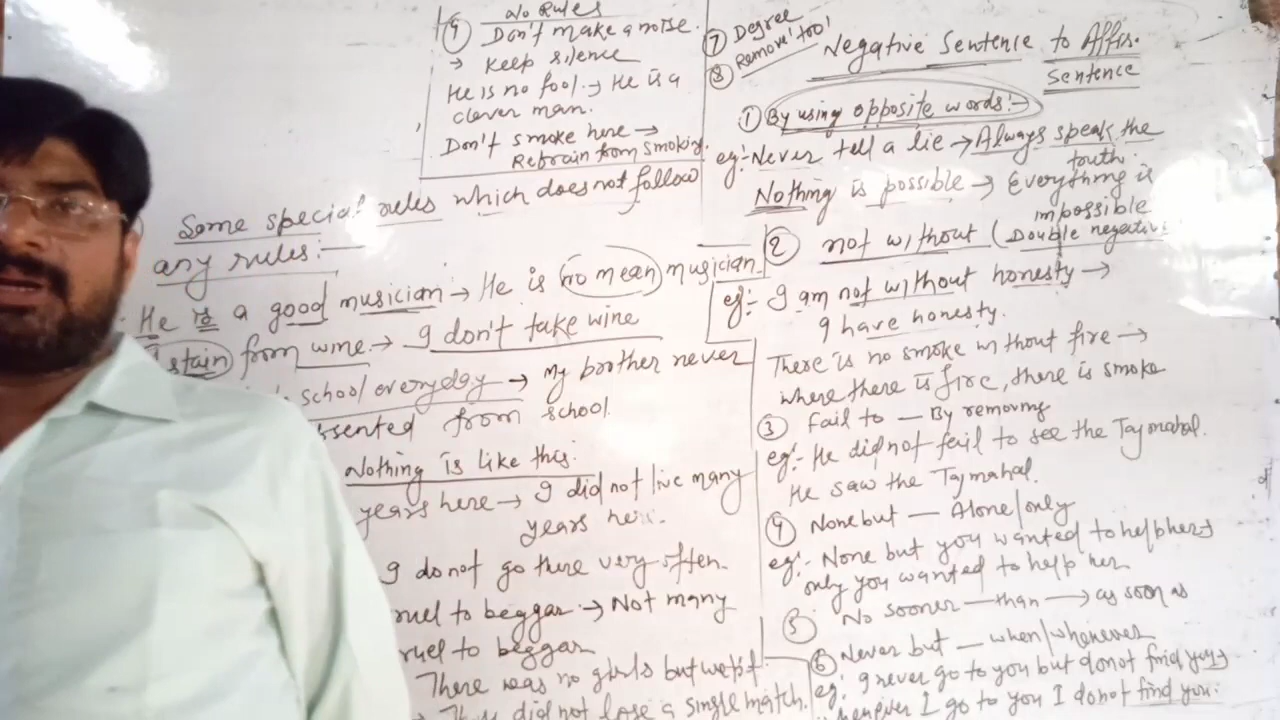 Negative Sentence to Affir.
Sentence
① By using opposite words:→
eg:- Never tell a lie → Always speak the
truth.
Nothing is possible → Everything is
impossible
② not without (Double negative
eg:- I am not without honesty →
I have honesty.
There is no smoke without fire →
where there is fire, there is smoke
③ Fail to — By removing
eg:- He did not fail to see the Tajmahal.
He saw the Tajmahal.
④ None but — Alone/only
eg:- None but you wanted to help her→
only you wanted to help her
⑤ No sooner — than → as soon as
⑥ Never but — when/whenever
eg: I never go to you but donot find you→
whenever I go to you I donot find you.
⑦ Degree
⑧ Remove 'too'
⑨ No Rules
Don't make a noise.
→ Keep silence
He is no fool. → He is a
clever man.
Don't smoke here →
Refrain from smoking.
Some special rules which does not follow
any rules:—
He is a good musician → He is no mean musician
stain from wine. → I don't take wine
school everyday → My brother never
ssented from school.
Nothing is like this.
years here → I did not live many
years here.
I do not go there very often.
ruel to beggar → Not many
ruel to beggar
There was no girls but wept
did not lose a single match.